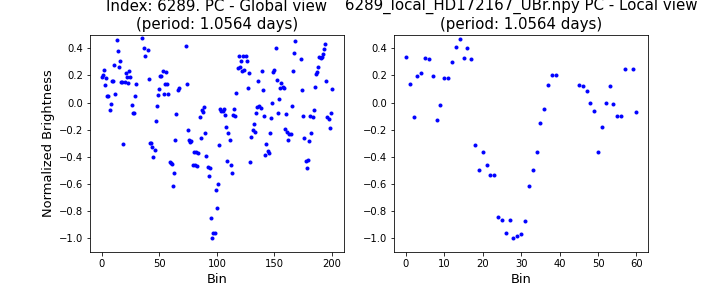 Index: 6289. PC - Global view
(period: 1.0564 days)
6289_local_HD172167_UBr.npy PC - Local view
(period: 1.0564 days)
Normalized Brightness
0.4
0.2
0.0
−0.2
−0.4
−0.6
−0.8
−1.0
0 50 100 150 200
Bin
0.4
0.2
0.0
−0.2
−0.4
−0.6
−0.8
−1.0
0 10 20 30 40 50 60
Bin